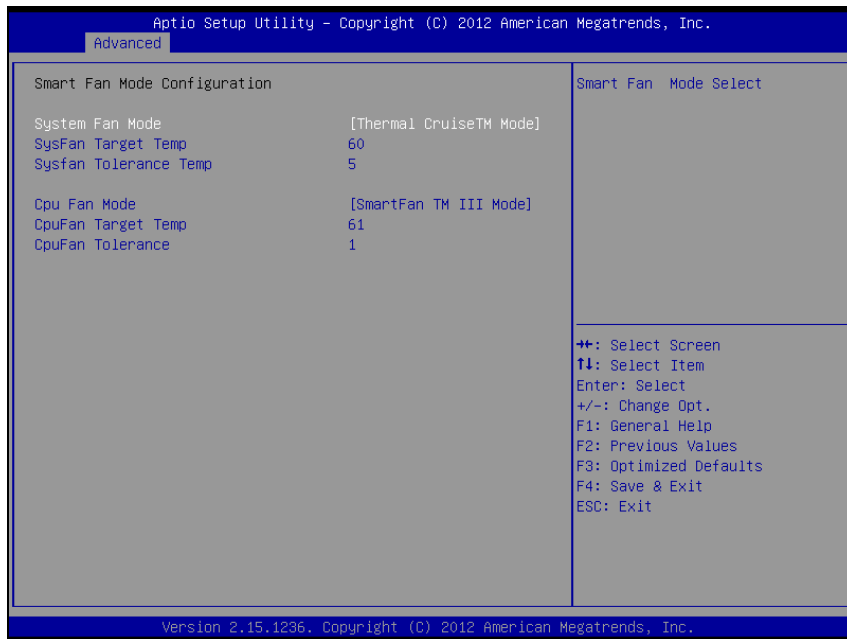 Aptio Setup Utility – Copyright (C) 2012 American Megatrends, Inc.
Advanced
Smart Fan Mode Configuration
System Fan Mode [Thermal CruiseTM Mode]
SysFan Target Temp 60
Sysfan Tolerance Temp 5
Cpu Fan Mode [SmartFan TM III Mode]
CpuFan Target Temp 61
CpuFan Tolerance 1
Smart Fan  Mode Select
→←: Select Screen
↑↓: Select Item
Enter: Select
+/-: Change Opt.
F1: General Help
F2: Previous Values
F3: Optimized Defaults
F4: Save & Exit
ESC: Exit
Version 2.15.1236. Copyright (C) 2012 American Megatrends, Inc.